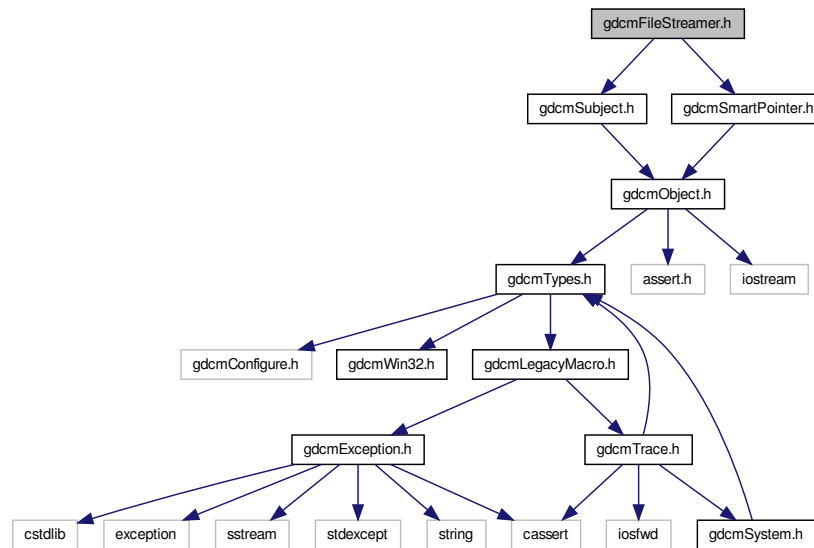 gdcmFileStreamer.h
gdcmSubject.h
gdcmSmartPointer.h
gdcmObject.h
gdcmTypes.h
assert.h
iostream
gdcmConfigure.h
gdcmWin32.h
gdcmLegacyMacro.h
gdcmException.h
gdcmTrace.h
cstdlib
exception
sstream
stdexcept
string
cassert
iosfwd
gdcmSystem.h